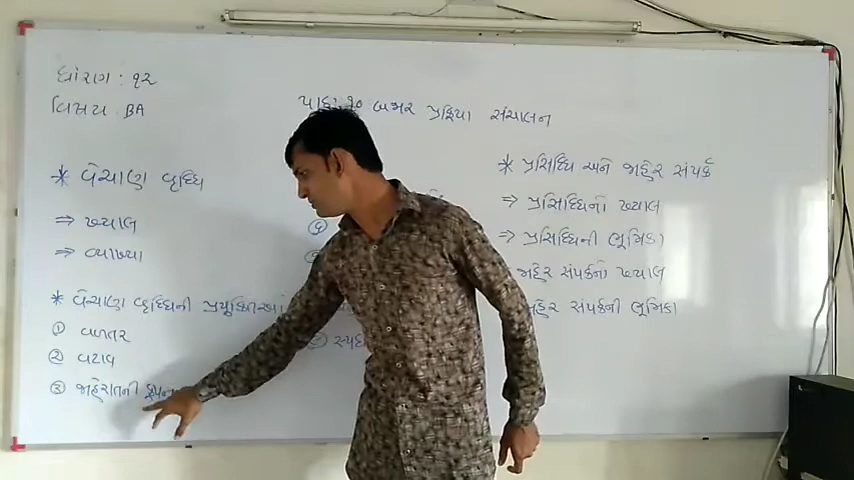 ધોરણ : ૧૨
વિષય BA
પાઠ: ૧૦ બજાર પ્રક્રિયા સંચાલન
* વેચાણ વૃધ્ધિ
⇒ ખ્યાલ
⇒ વ્યાખ્યા
* વેચાણ વૃધ્ધિની પ્રયુક્તિઓ
① વળતર
② વટાવ
③ જાહેરાતની
* પ્રસિધ્ધિ અને જાહેર સંપર્ક
⇒ પ્રસિધ્ધિનો ખ્યાલ
⇒ પ્રસિધ્ધિની ભૂમિકા
જાહેર સંપર્કનો ખ્યાલ
જાહેર સંપર્કની ભૂમિકા